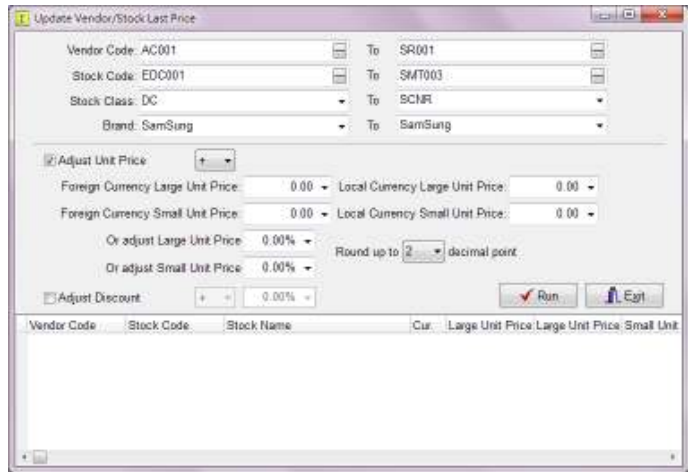 Update Vendor/Stock Last Price
Vendor Code: AC001 To SR001
Stock Code: EDC001 To SMT003
Stock Class: DC To SCNR
Brand: SamSung To SamSung
Adjust Unit Price +
Foreign Currency Large Unit Price: 0.00 Local Currency Large Unit Price: 0.00
Foreign Currency Small Unit Price: 0.00 Local Currency Small Unit Price: 0.00
Or adjust Large Unit Price 0.00%
Round up to 2 decimal point
Or adjust Small Unit Price 0.00%
Adjust Discount + 0.00% Run Exit
Vendor Code Stock Code Stock Name Cur. Large Unit Price Large Unit Price Small Unit